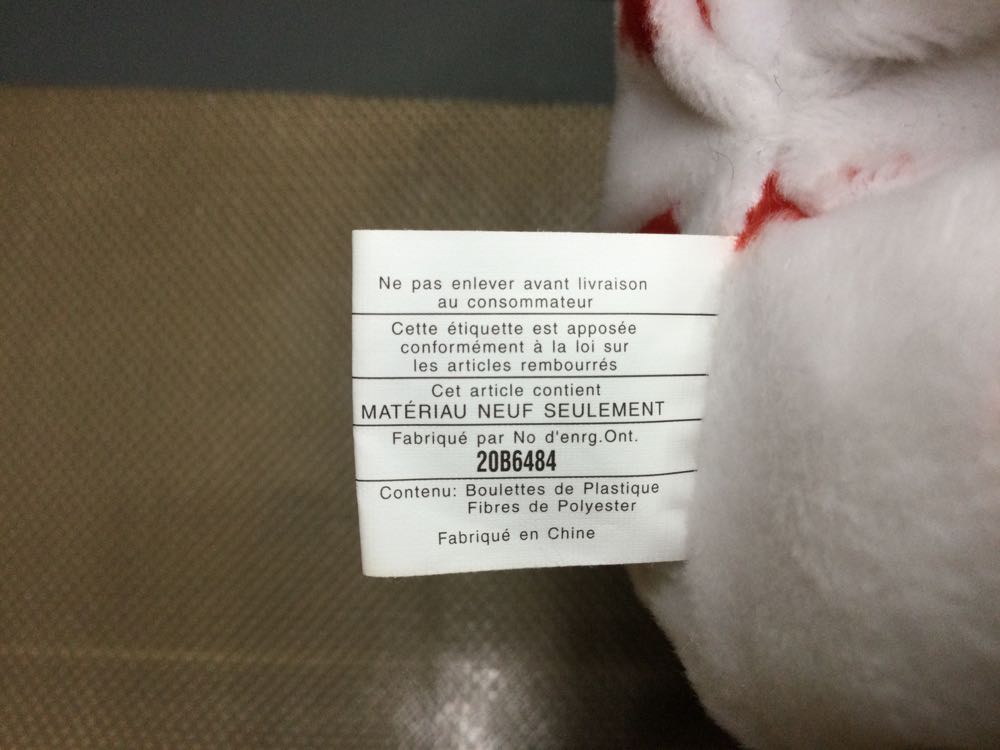 Ne pas enlever avant livraison
au consommateur
Cette étiquette est apposée
conformément à la loi sur
les articles rembourrés
Cet article contient
MATÉRIAU NEUF SEULEMENT
Fabriqué par No d'enrg.Ont.
20B6484
Contenu: Boulettes de Plastique
Fibres de Polyester
Fabriqué en Chine